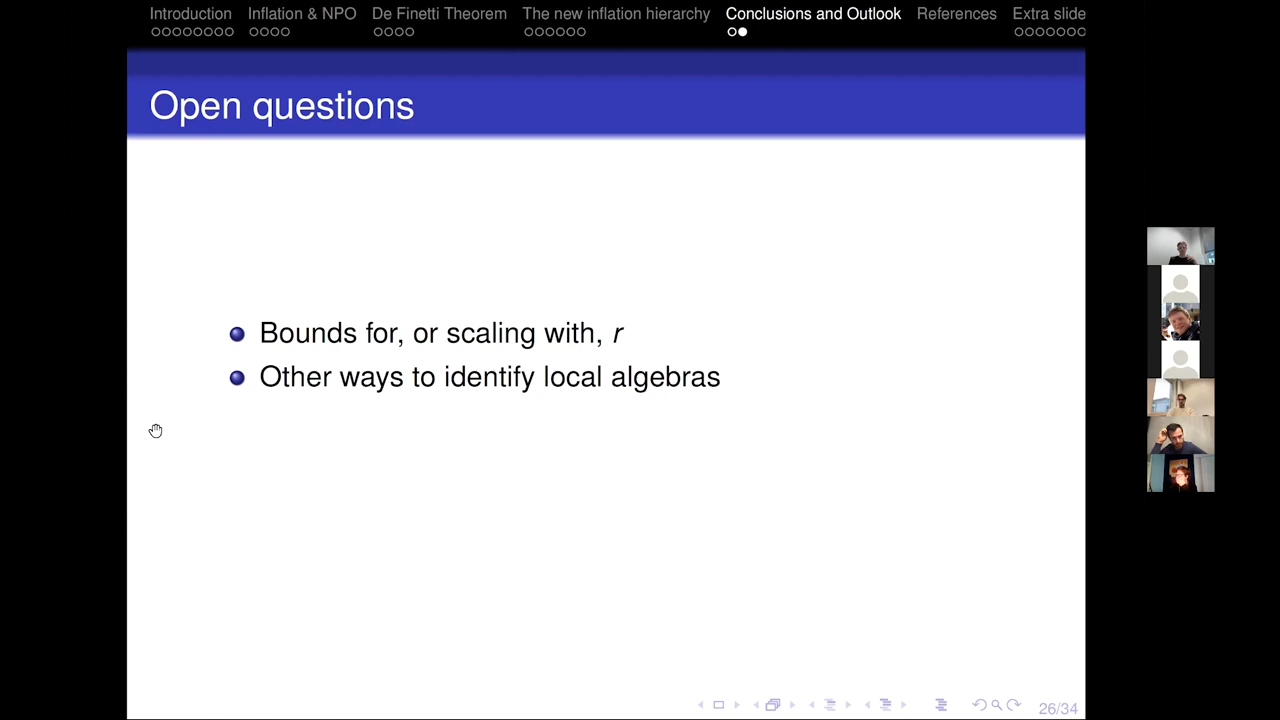 Introduction Inflation & NPO De Finetti Theorem The new inflation hierarchy Conclusions and Outlook References Extra slide
Open questions
Bounds for, or scaling with, r
Other ways to identify local algebras
26/34